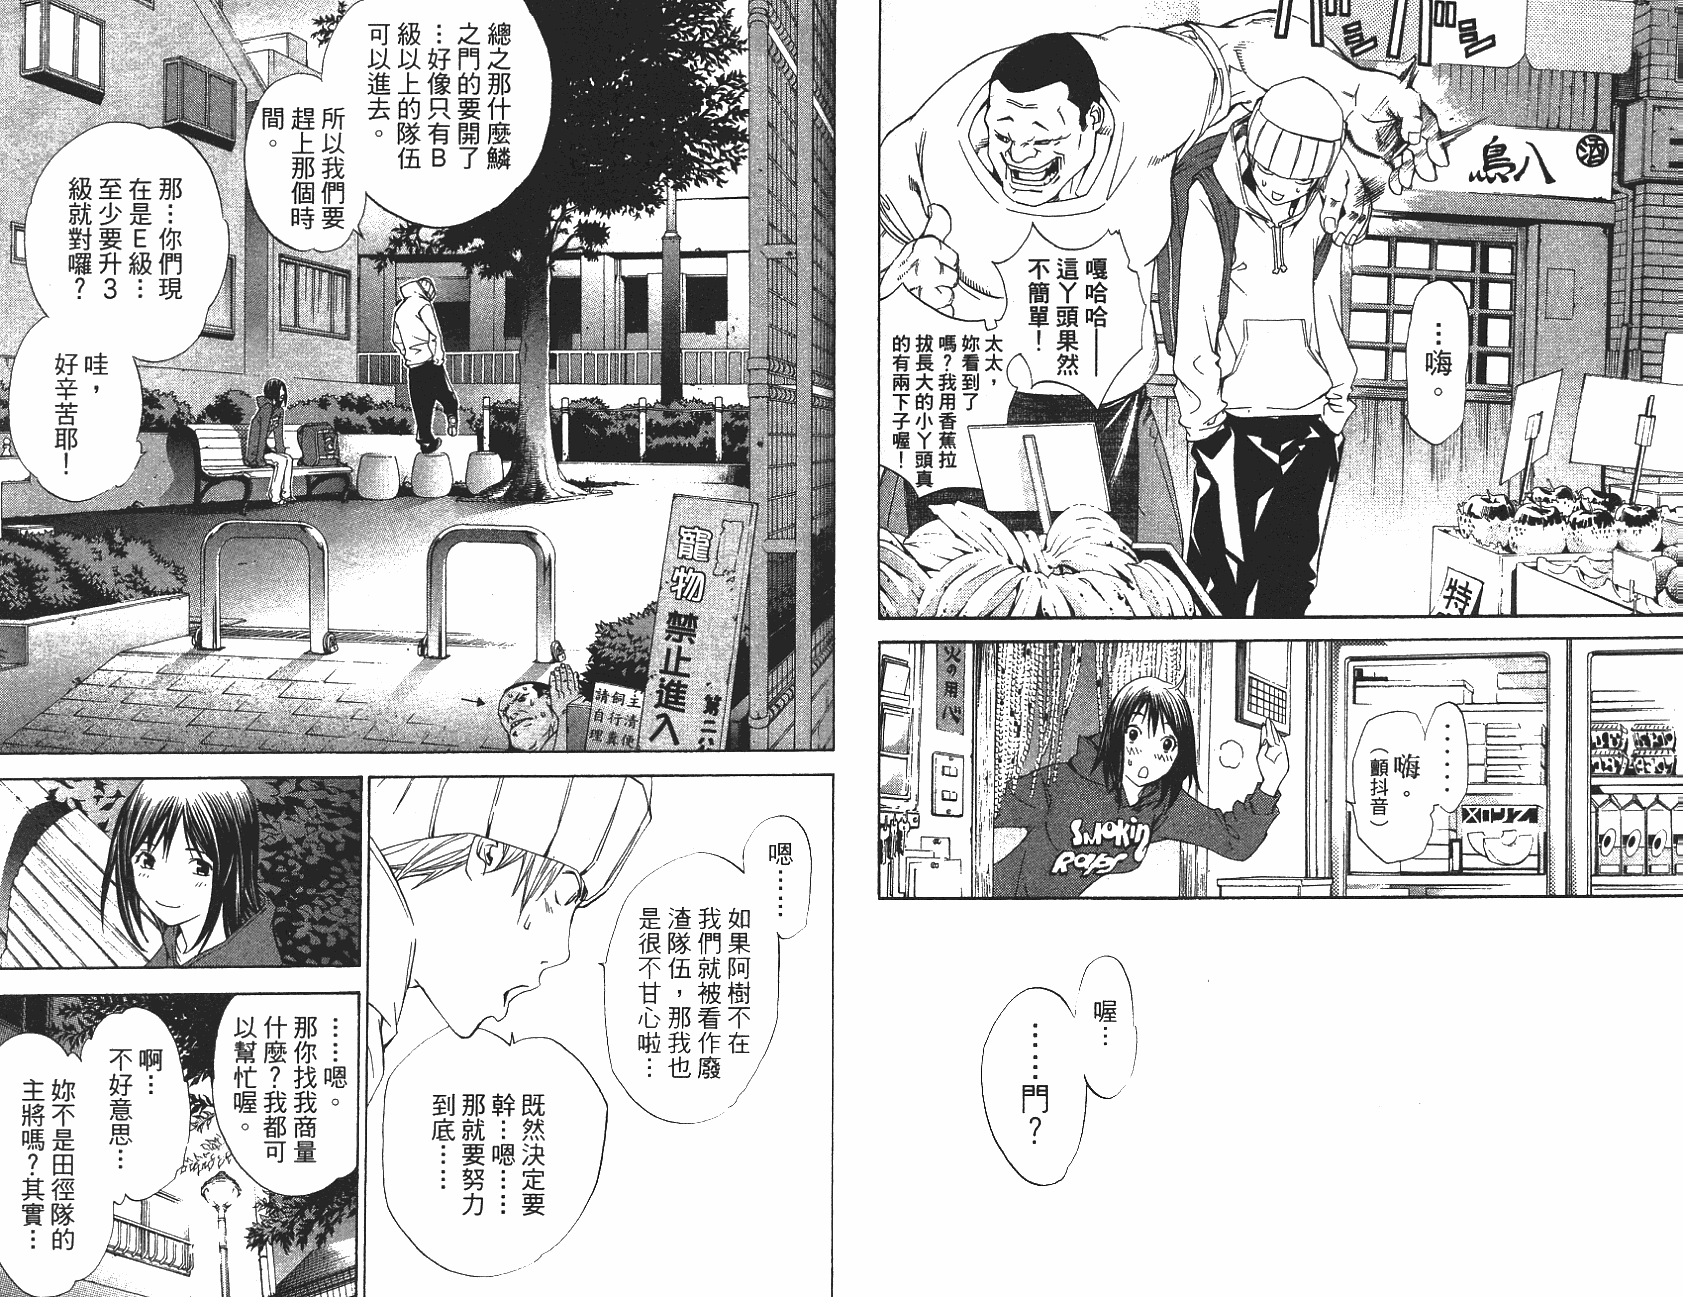 八鳥
酒
嘎哈哈——
這丫頭果然
不簡單！
太太，
妳看到了
嗎？我用香蕉拉
拔長大的小丫頭真
的有兩下子喔！
…嗨。
特
火の用心
Smokin
……
嗨。
（顫抖音）
喔…
……門？
總之那什麼鱗
之門的要開了
…好像只有B
級以上的隊伍
可以進去。
所以我們要
趕上那個時
間。
那…你們現
在是E級…
至少要升3
級就對囉？
哇，
好辛苦耶！
寵物禁止進入
第二公
主清便
飼行糞
請自理
嗯……
如果阿樹不在
我們就被看作廢
渣隊伍，那我也
是很不甘心啦…
既然決定要
幹…嗯……
那就要努力
到底……
……嗯。
那你找我商量
什麼？我都可
以幫忙喔。
啊…
不好意思…
妳不是田徑隊的
主將嗎？其實…